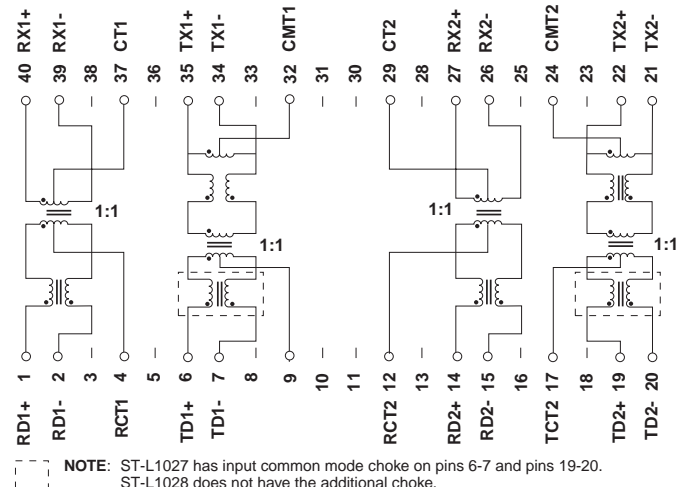 RX1+ RX1- CT1 TX1+ TX1- CMT1 CT2 RX2+ RX2- CMT2 TX2+ TX2-
40 39 38 37 36 35 34 33 32 31 30 29 28 27 26 25 24 23 22 21
1:1 1:1 1:1 1:1
1 2 3 4 5 6 7 8 9 10 11 12 13 14 15 16 17 18 19 20
RD1+ RD1- RCT1 TD1+ TD1- RCT2 RD2+ RD2- TCT2 TD2+ TD2-
NOTE: ST-L1027 has input common mode choke on pins 6-7 and pins 19-20.
ST-L1028 does not have the additional choke.